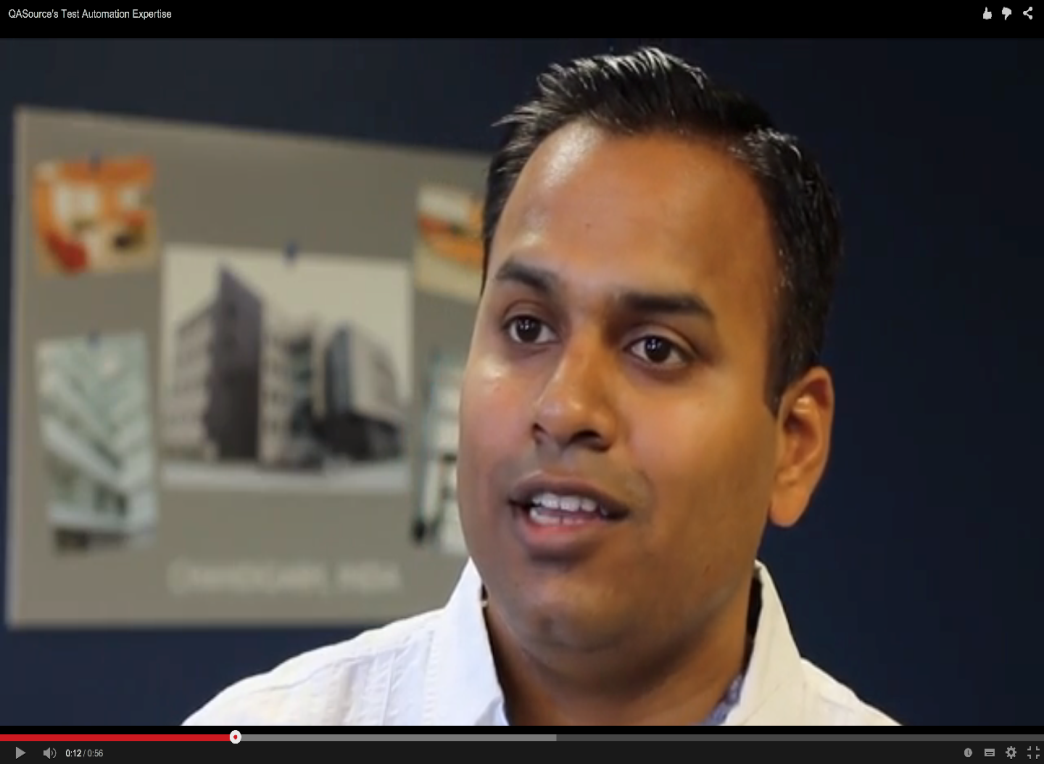 QASource's Test Automation Expertise
CHANDIGARH, INDIA
0:12 / 0:56